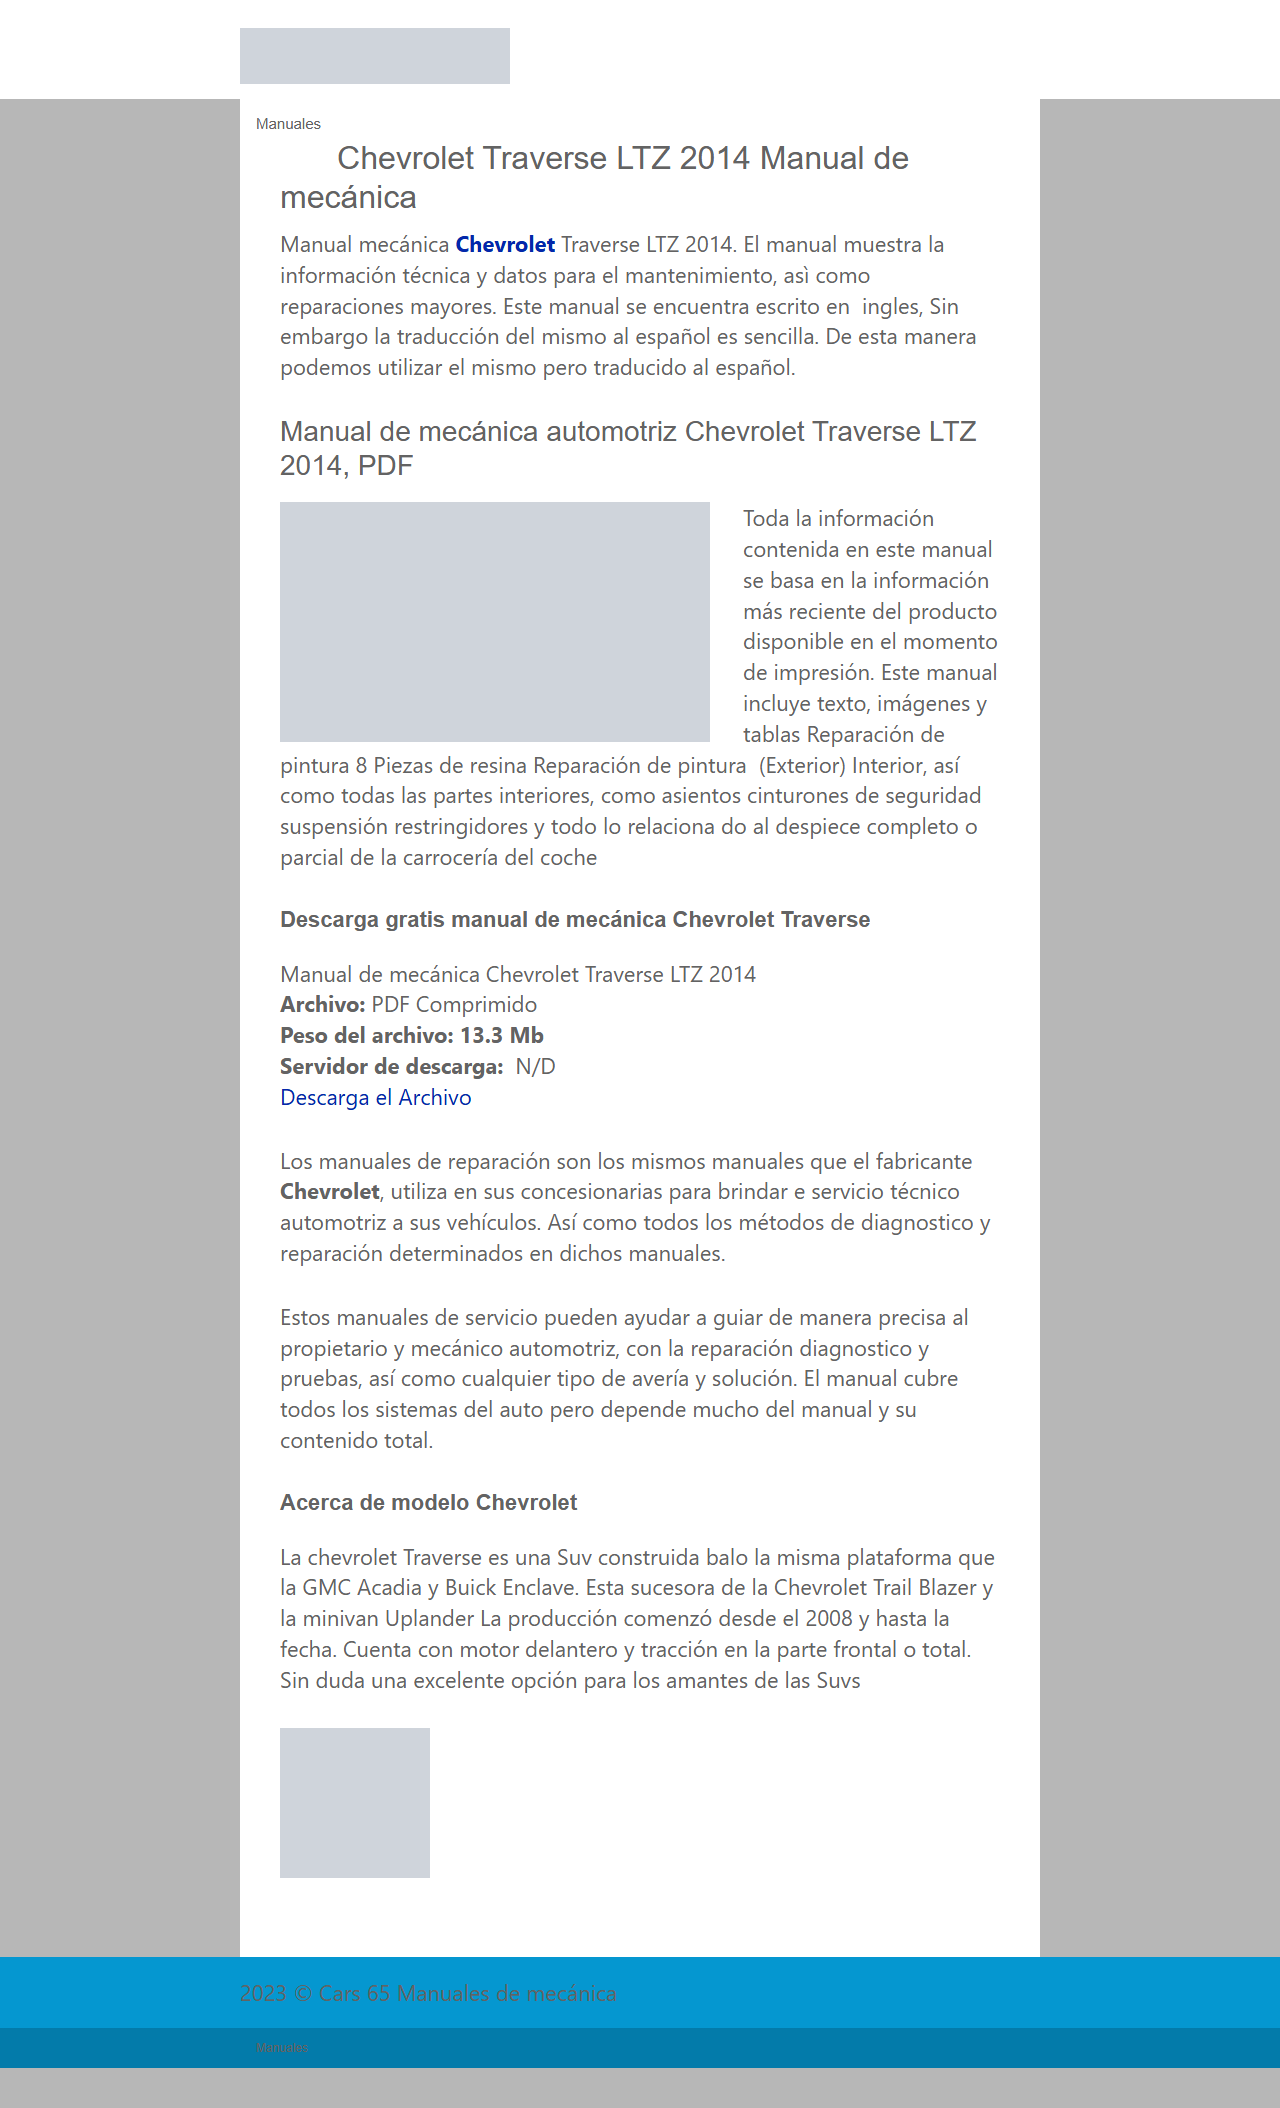 Manuales
Chevrolet Traverse LTZ 2014 Manual de
mecánica
Manual mecánica Chevrolet Traverse LTZ 2014. El manual muestra la
información técnica y datos para el mantenimiento, asì como
reparaciones mayores. Este manual se encuentra escrito en  ingles, Sin
embargo la traducción del mismo al español es sencilla. De esta manera
podemos utilizar el mismo pero traducido al español.
Manual de mecánica automotriz Chevrolet Traverse LTZ
2014, PDF
Toda la información
contenida en este manual
se basa en la información
más reciente del producto
disponible en el momento
de impresión. Este manual
incluye texto, imágenes y
tablas Reparación de
pintura 8 Piezas de resina Reparación de pintura  (Exterior) Interior, así
como todas las partes interiores, como asientos cinturones de seguridad
suspensión restringidores y todo lo relaciona do al despiece completo o
parcial de la carrocería del coche
Descarga gratis manual de mecánica Chevrolet Traverse
Manual de mecánica Chevrolet Traverse LTZ 2014
Archivo: PDF Comprimido
Peso del archivo: 13.3 Mb
Servidor de descarga:  N/D
Descarga el Archivo
Los manuales de reparación son los mismos manuales que el fabricante
Chevrolet, utiliza en sus concesionarias para brindar e servicio técnico
automotriz a sus vehículos. Así como todos los métodos de diagnostico y
reparación determinados en dichos manuales.
Estos manuales de servicio pueden ayudar a guiar de manera precisa al
propietario y mecánico automotriz, con la reparación diagnostico y
pruebas, así como cualquier tipo de avería y solución. El manual cubre
todos los sistemas del auto pero depende mucho del manual y su
contenido total.
Acerca de modelo Chevrolet
La chevrolet Traverse es una Suv construida balo la misma plataforma que
la GMC Acadia y Buick Enclave. Esta sucesora de la Chevrolet Trail Blazer y
la minivan Uplander La producción comenzó desde el 2008 y hasta la
fecha. Cuenta con motor delantero y tracción en la parte frontal o total.
Sin duda una excelente opción para los amantes de las Suvs
2023 © Cars 65 Manuales de mecánica
Manuales